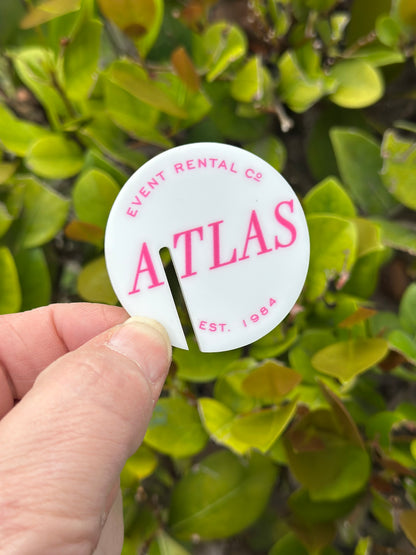 EVENT RENTAL Co
ATLAS
EST. 1984